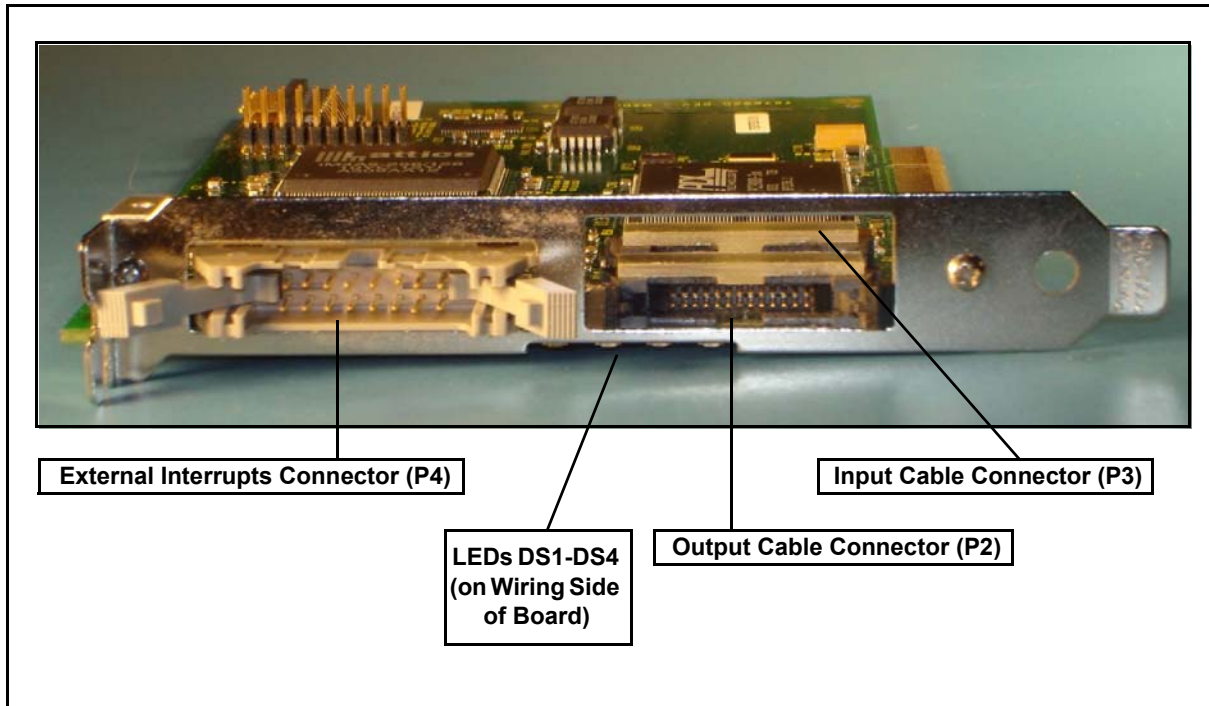 Lattice
External Interrupts Connector (P4)
Input Cable Connector (P3)
LEDs DS1-DS4
(on Wiring Side
of Board)
Output Cable Connector (P2)